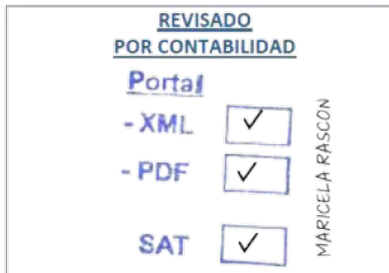 REVISADO
POR CONTABILIDAD
Portal
- XML ✓
- PDF ✓
SAT ✓
MARICELA RASCON